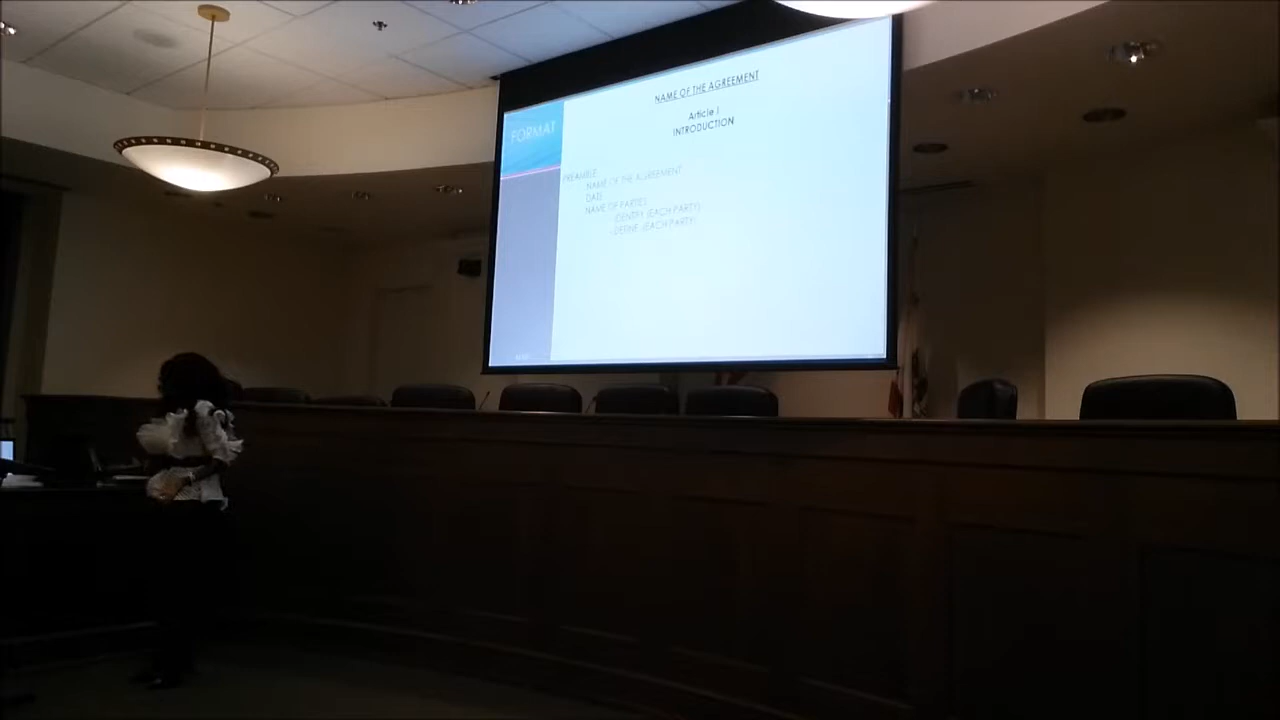 FORMAT
NAME OF THE AGREEMENT
Article I
INTRODUCTION
PREAMBLE
NAME OF THE AGREEMENT
DATE
NAME OF PARTIES
-IDENTIFY (EACH PARTY)
-DEFINE (EACH PARTY)